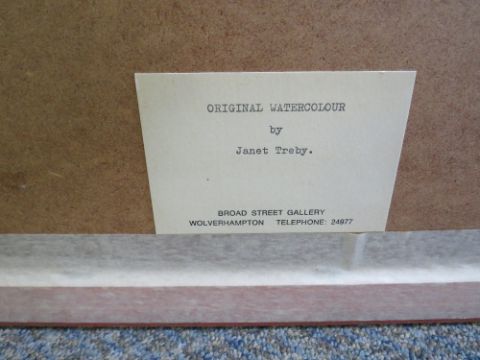 ORIGINAL WATERCOLOUR
by
Janet Treby.
BROAD STREET GALLERY
WOLVERHAMPTON TELEPHONE: 24977